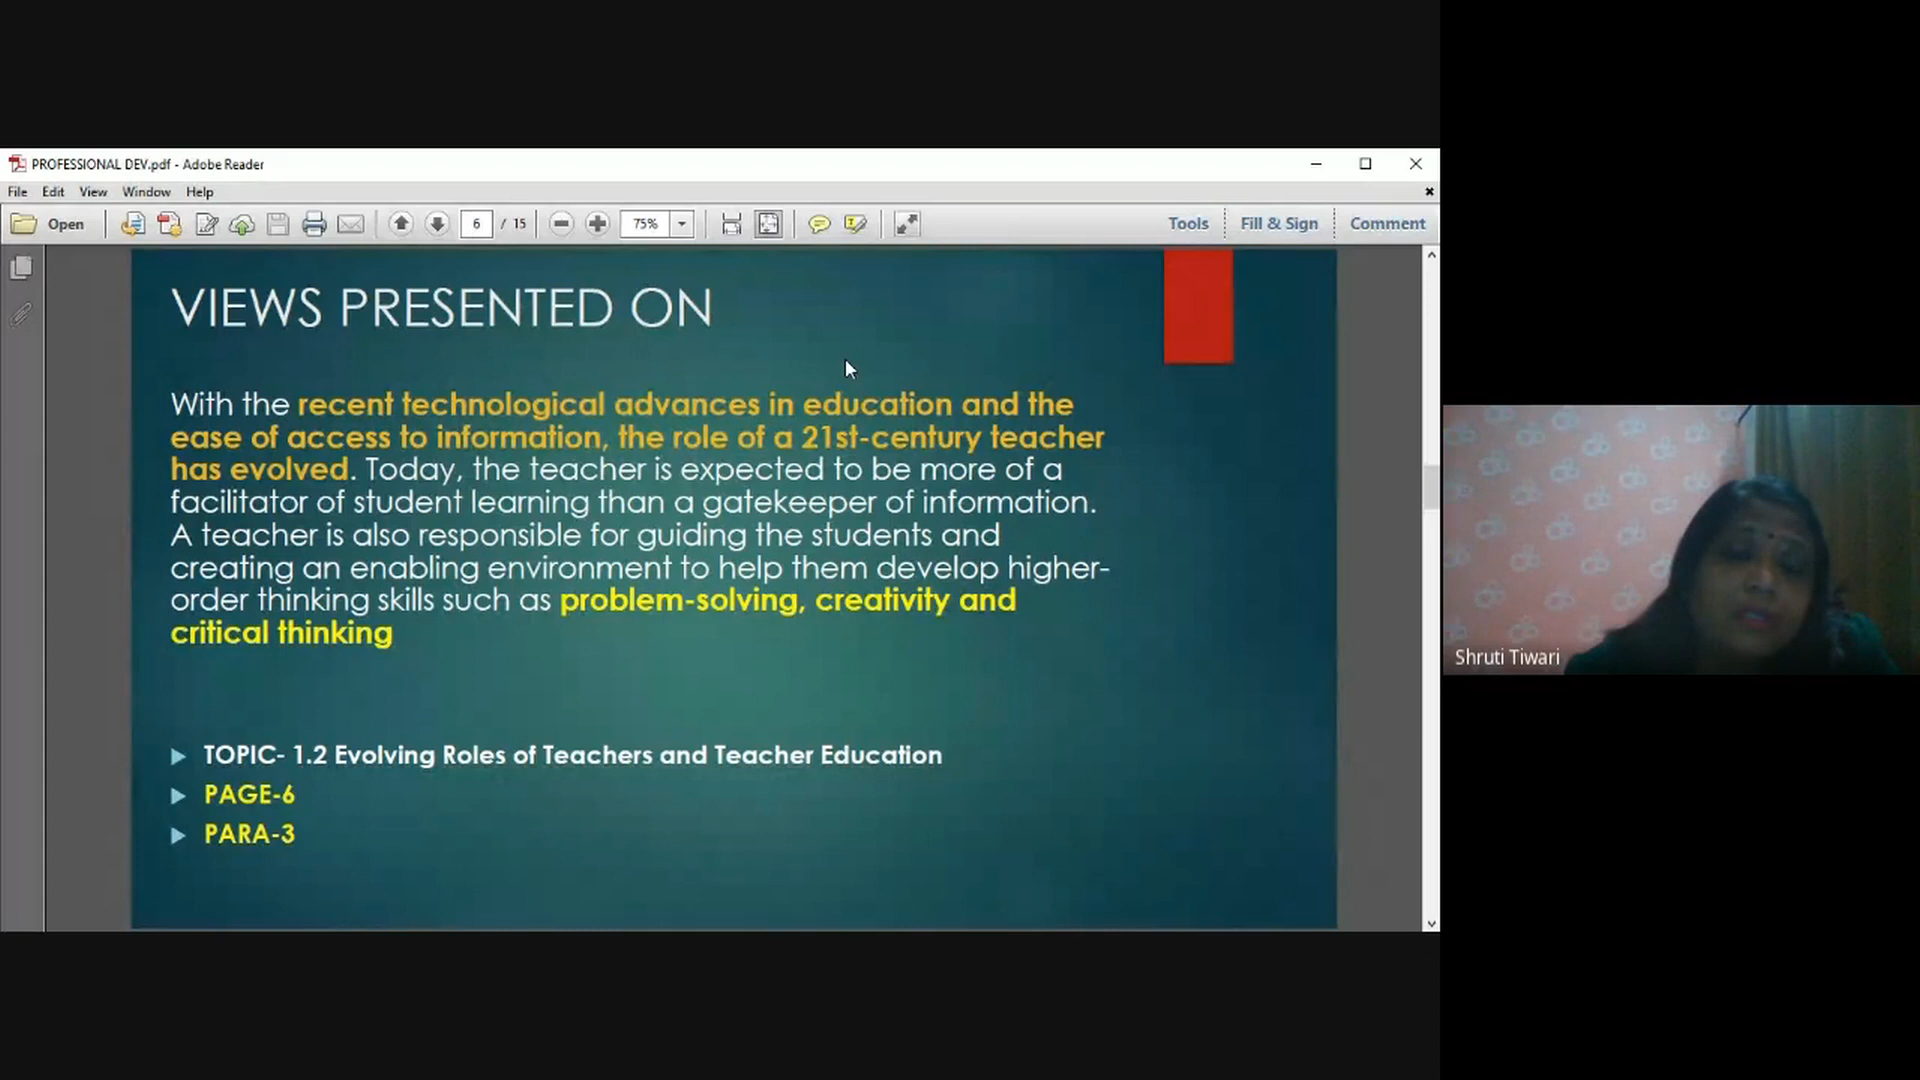 PROFESSIONAL DEV.pdf - Adobe Reader
File Edit View Window Help
Open 6 / 15 75% Tools Fill & Sign Comment
VIEWS PRESENTED ON
With the recent technological advances in education and the
ease of access to information, the role of a 21st-century teacher
has evolved. Today, the teacher is expected to be more of a
facilitator of student learning than a gatekeeper of information.
A teacher is also responsible for guiding the students and
creating an enabling environment to help them develop higher-
order thinking skills such as problem-solving, creativity and
critical thinking
TOPIC- 1.2 Evolving Roles of Teachers and Teacher Education
PAGE-6
PARA-3
Shruti Tiwari